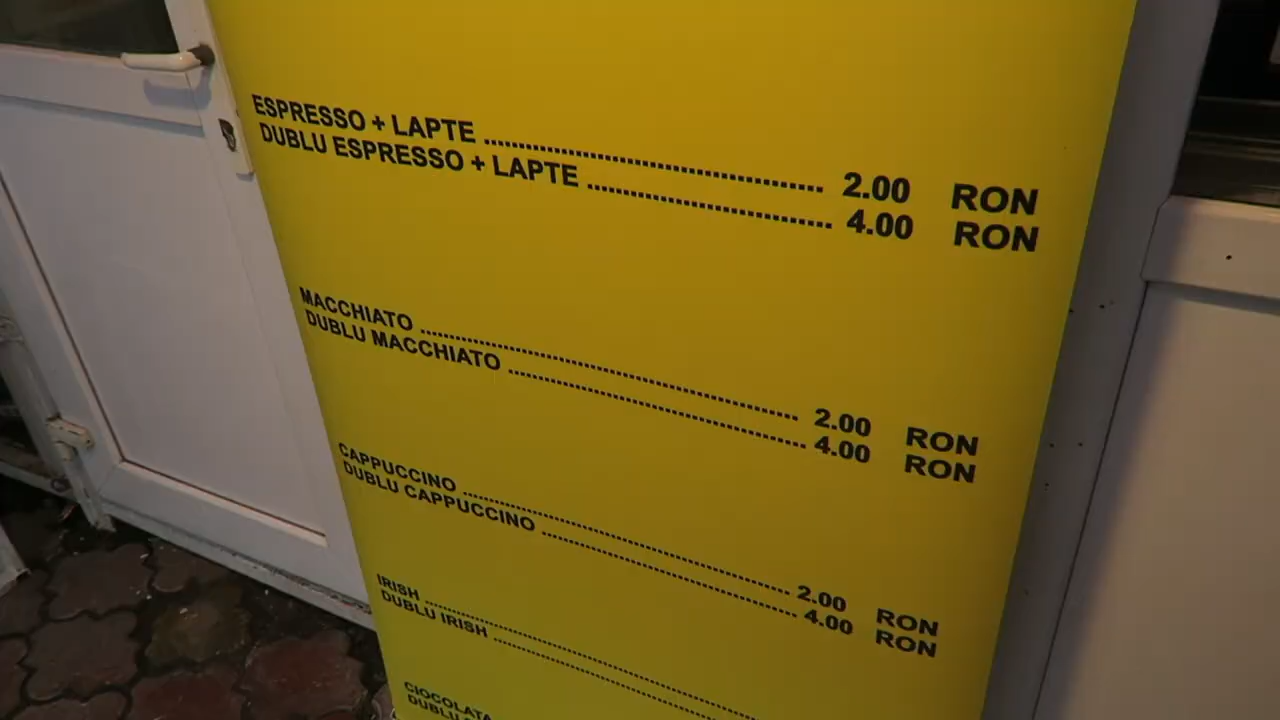 ESPRESSO + LAPTE ........................................ 2.00 RON
DUBLU ESPRESSO + LAPTE ............................. 4.00 RON
MACCHIATO .................................................... 2.00 RON
DUBLU MACCHIATO ........................................ 4.00 RON
CAPPUCCINO .................................................. 2.00 RON
DUBLU CAPPUCCINO ...................................... 4.00 RON
IRISH ..................................................
DUBLU IRISH ........................................
CIOCOLATA